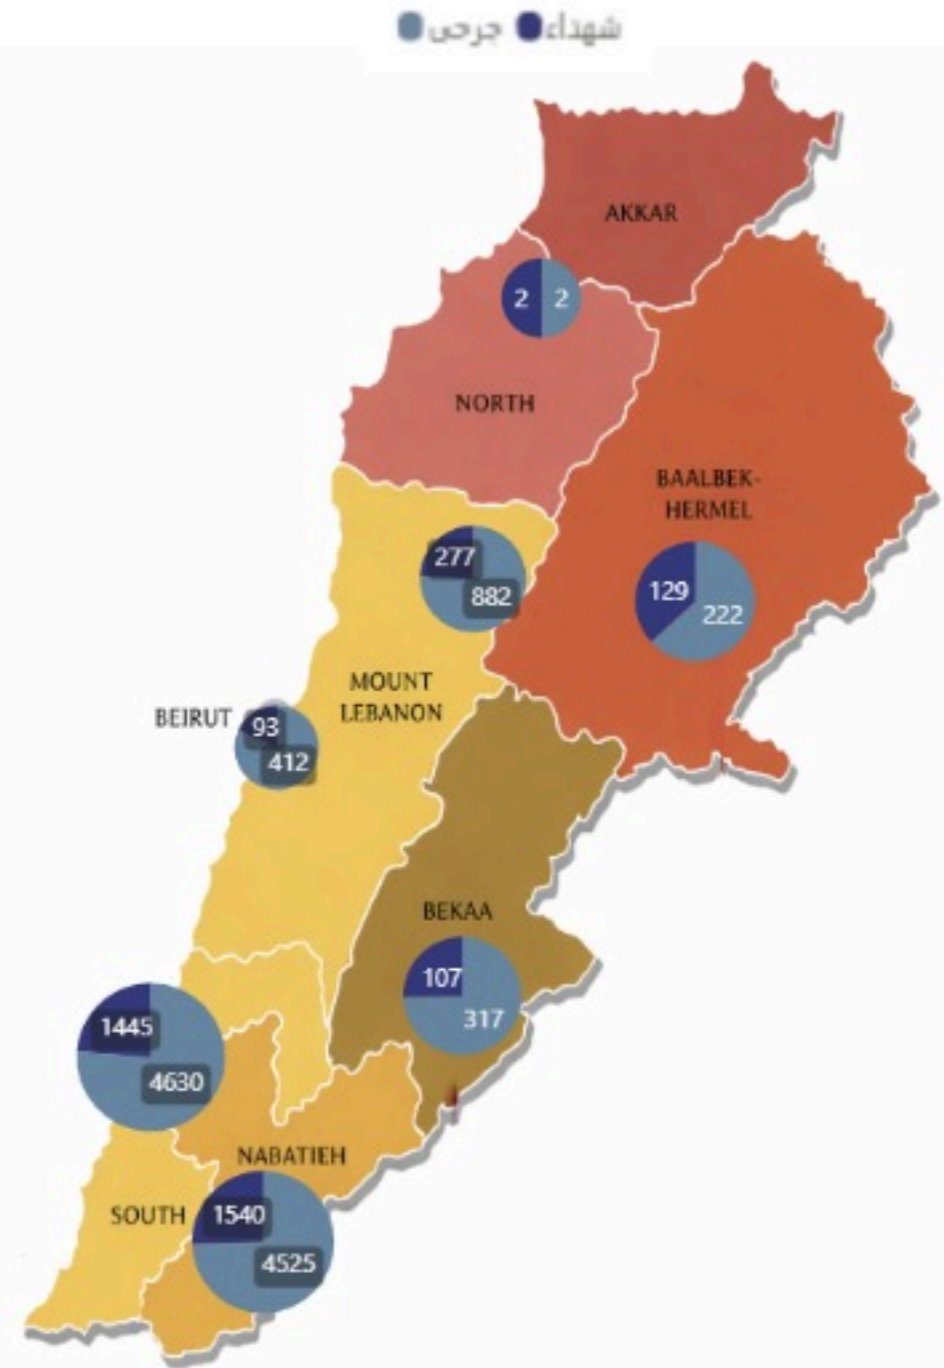 شهداء جرحى
AKKAR
2 2
NORTH
BAALBEK-
HERMEL
277
882
129
222
MOUNT
LEBANON
BEIRUT
93
412
BEKAA
107
317
1445
4630
NABATIEH
SOUTH
1540
4525